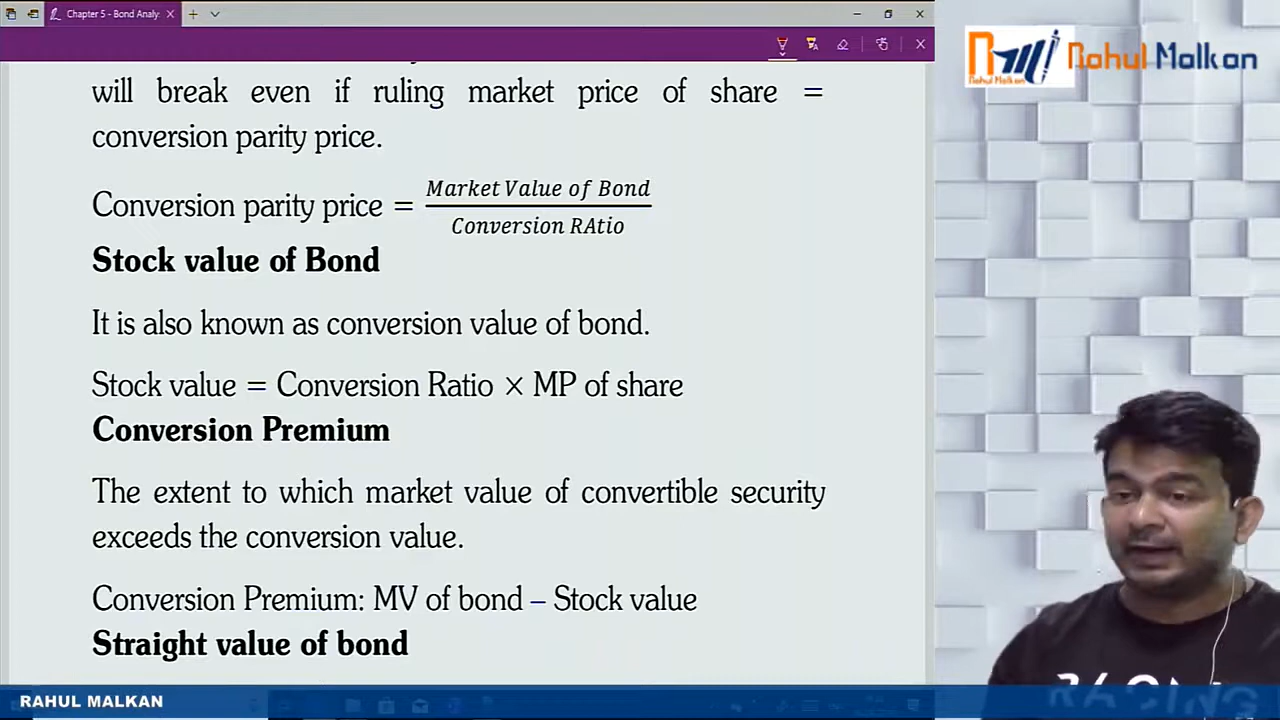 Chapter 5 - Bond Analy
will break even if ruling market price of share =
conversion parity price.
Conversion parity price = Market Value of Bond
Conversion RAtio
Stock value of Bond
It is also known as conversion value of bond.
Stock value = Conversion Ratio × MP of share
Conversion Premium
The extent to which market value of convertible security
exceeds the conversion value.
Conversion Premium: MV of bond – Stock value
Straight value of bond
Rahul Malkan
Rahul Malkan
RACING
RAHUL MALKAN